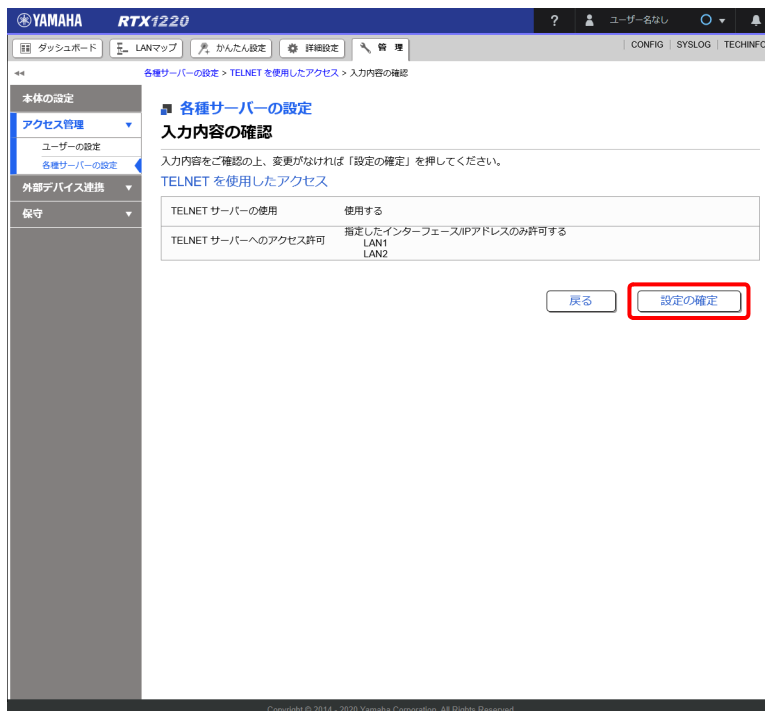 YAMAHA RTX1220 ? ユーザー名なし
ダッシュボード LANマップ かんたん設定 詳細設定 管 理 CONFIG SYSLOG TECHINFO
各種サーバーの設定 > TELNET を使用したアクセス > 入力内容の確認
本体の設定
アクセス管理
ユーザーの設定
各種サーバーの設定
外部デバイス連携
保守
各種サーバーの設定
入力内容の確認
入力内容をご確認の上、変更がなければ「設定の確定」を押してください。
TELNET を使用したアクセス
TELNET サーバーの使用 使用する
TELNET サーバーへのアクセス許可 指定したインターフェース/IPアドレスのみ許可する
LAN1
LAN2
戻る 設定の確定
Copyright © 2014 - 2020 Yamaha Corporation. All Rights Reserved.